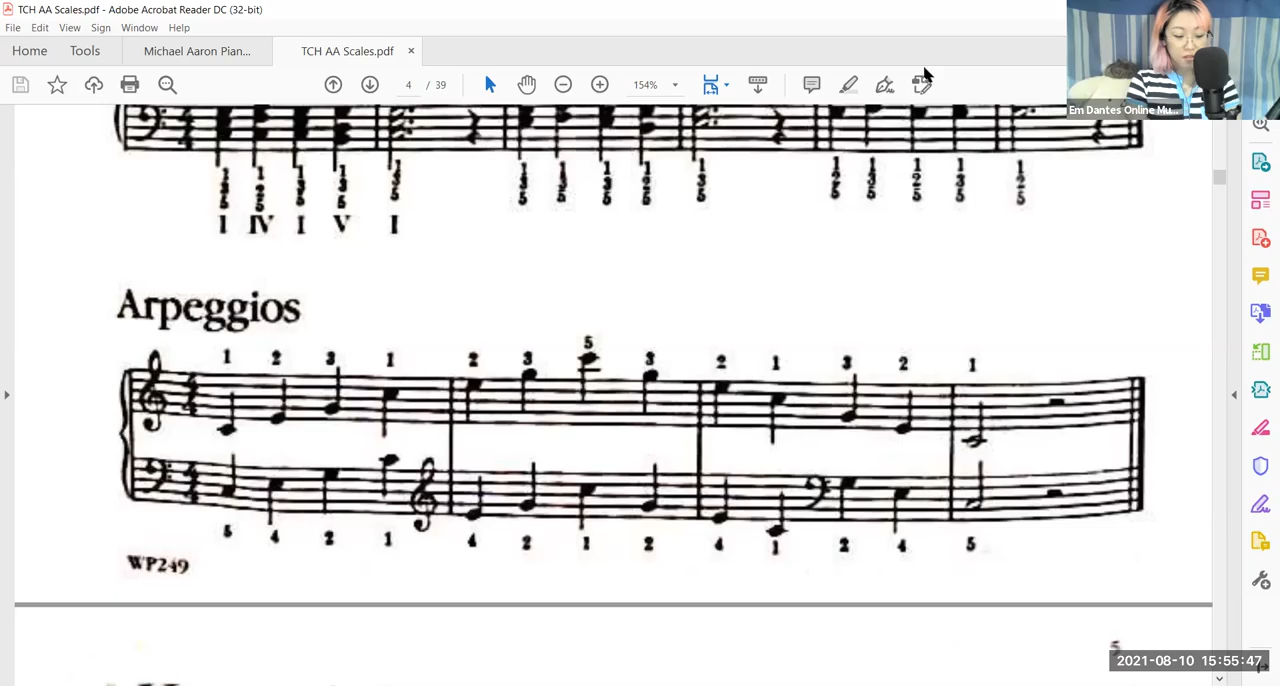 TCH AA Scales.pdf - Adobe Acrobat Reader DC (32-bit)
File Edit View Sign Window Help
Home Tools Michael Aaron Pian... TCH AA Scales.pdf ×
4 / 39 154%
Em Dantes Online Mu...
I IV I V I
Arpeggios
1 2 3 1 2 3 5 3 2 1 3 2 1
5 4 2 1 4 2 1 2 4 1 2 4 5
WP249
5
2021-08-10 15:55:47